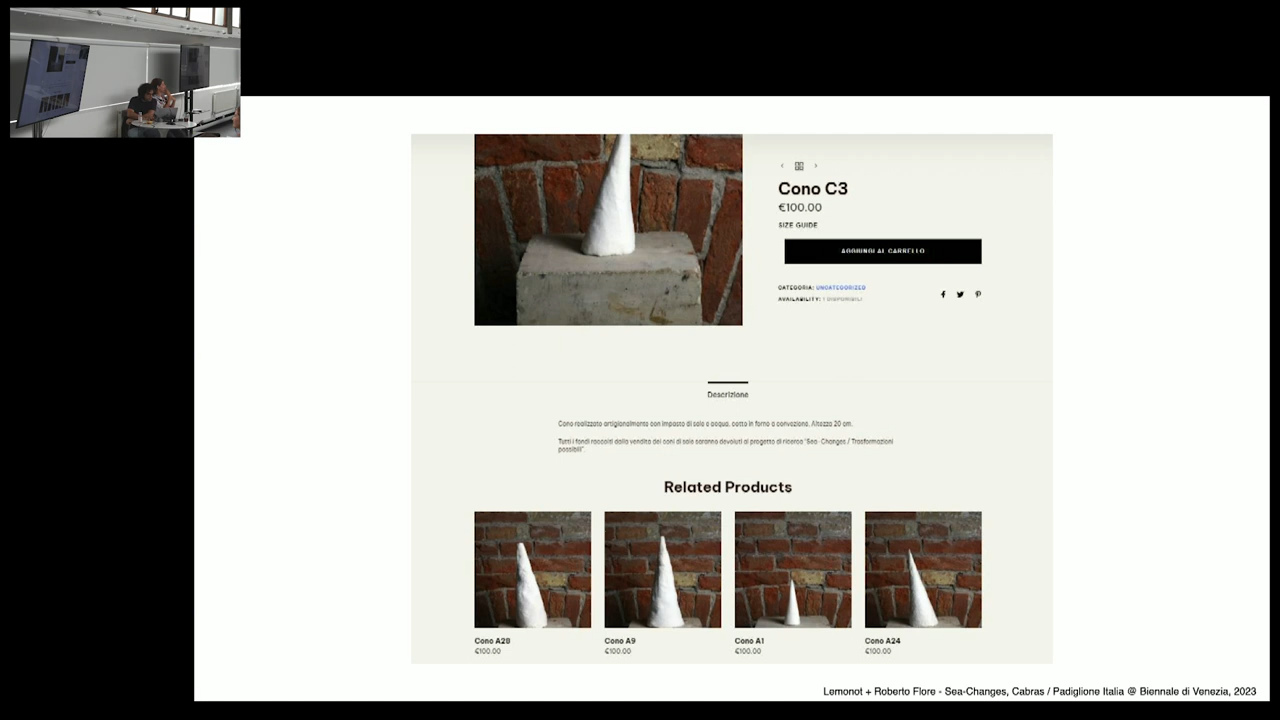 Cono C3
€100.00
SIZE GUIDE
AGGIUNGI AL CARRELLO
CATEGORIA: UNCATEGORIZED
AVAILABILITY: 1 DISPONIBILI
Descrizione
Cono realizzato artigianalmente con impasto di sale e acqua, cotto in forno a convezione. Altezza 20 cm.
Tutti i fondi raccolti dalla vendita dei coni di sale saranno devoluti al progetto di ricerca "Sea- Changes / Trasformazioni
possibili".
Related Products
Cono A28
Cono A9
Cono A1
Cono A24
€100.00
€100.00
€100.00
€100.00
Lemonot + Roberto Flore - Sea-Changes, Cabras / Padiglione Italia @ Biennale di Venezia, 2023